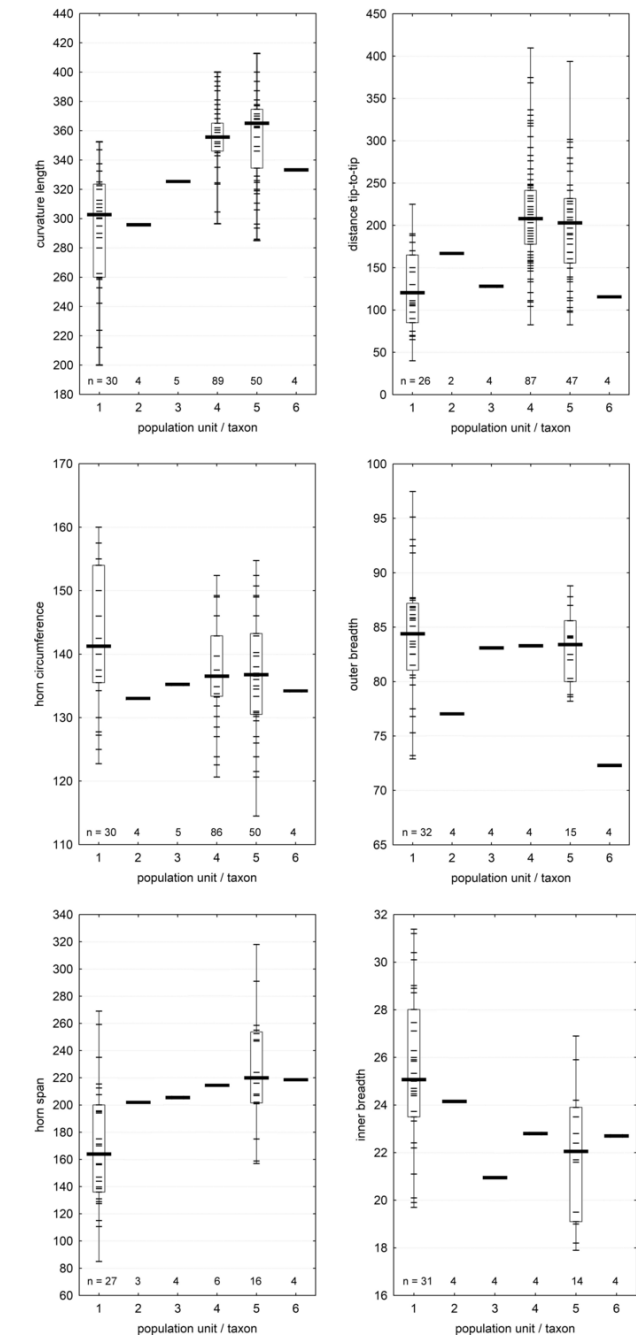 curvature length
440
420
400
380
360
340
320
300
280
260
240
220
200
180
n = 30 4 5 89 50 4
1 2 3 4 5 6
population unit / taxon
distance tip-to-tip
450
400
350
300
250
200
150
100
50
0
n = 26 2 4 87 47 4
1 2 3 4 5 6
population unit / taxon
horn circumference
170
160
150
140
130
120
110
n = 30 4 5 86 50 4
1 2 3 4 5 6
population unit / taxon
outer breadth
100
95
90
85
80
75
70
65
n = 32 4 4 4 15 4
1 2 3 4 5 6
population unit / taxon
horn span
340
320
300
280
260
240
220
200
180
160
140
120
100
80
60
n = 27 3 4 6 16 4
1 2 3 4 5 6
population unit / taxon
inner breadth
32
30
28
26
24
22
20
18
16
n = 31 4 4 4 14 4
1 2 3 4 5 6
population unit / taxon